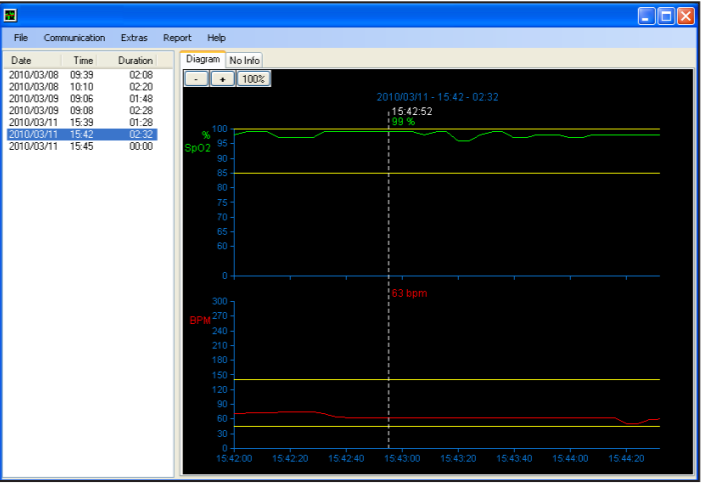 File Communication Extras Report Help
Date Time Duration
2010/03/08 09:39 02:08
2010/03/08 10:10 02:20
2010/03/09 09:06 01:48
2010/03/09 09:08 02:28
2010/03/11 15:39 01:28
2010/03/11 15:42 02:32
2010/03/11 15:45 00:00
Diagram No Info
- + 100%
2010/03/11 - 15:42 - 02:32
15:42:52
99 %
% SpO2
100
95
90
85
80
75
70
65
60
0
63 bpm
BPM
300
270
240
210
180
150
120
90
60
30
0
15:42:00 15:42:20 15:42:40 15:43:00 15:43:20 15:43:40 15:44:00 15:44:20